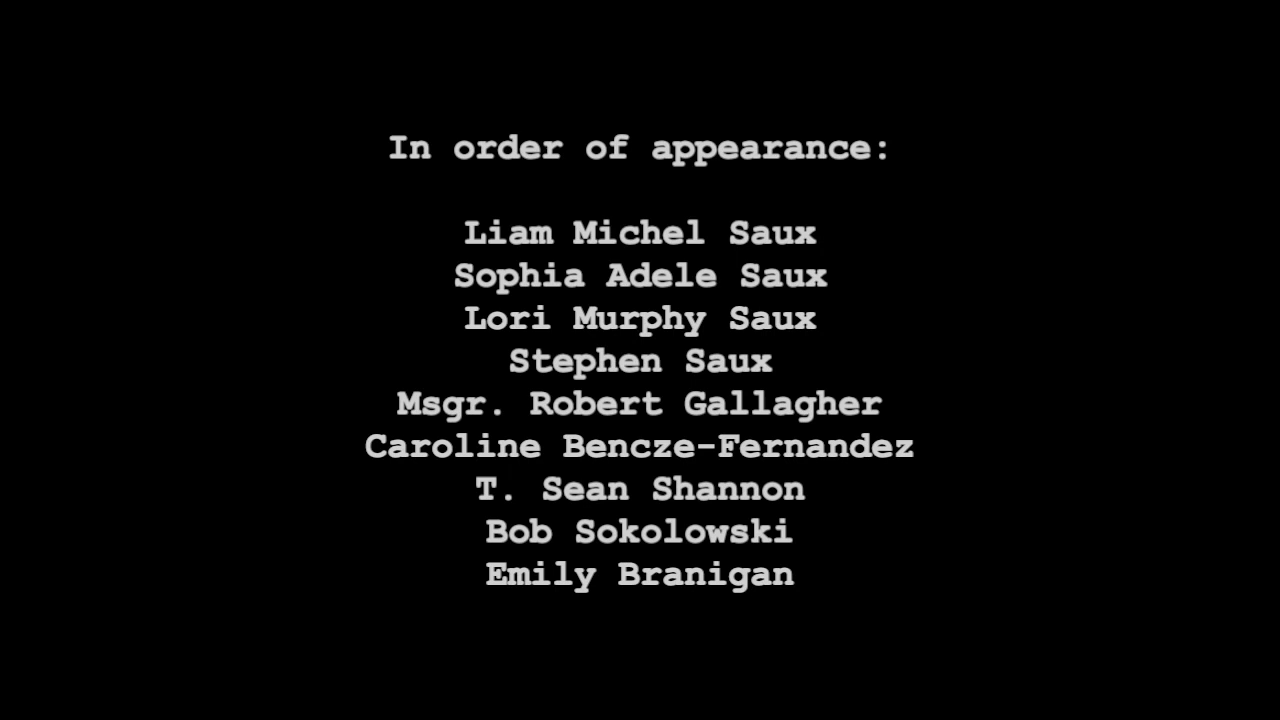 In order of appearance:
Liam Michel Saux
Sophia Adele Saux
Lori Murphy Saux
Stephen Saux
Msgr. Robert Gallagher
Caroline Bencze-Fernandez
T. Sean Shannon
Bob Sokolowski
Emily Branigan